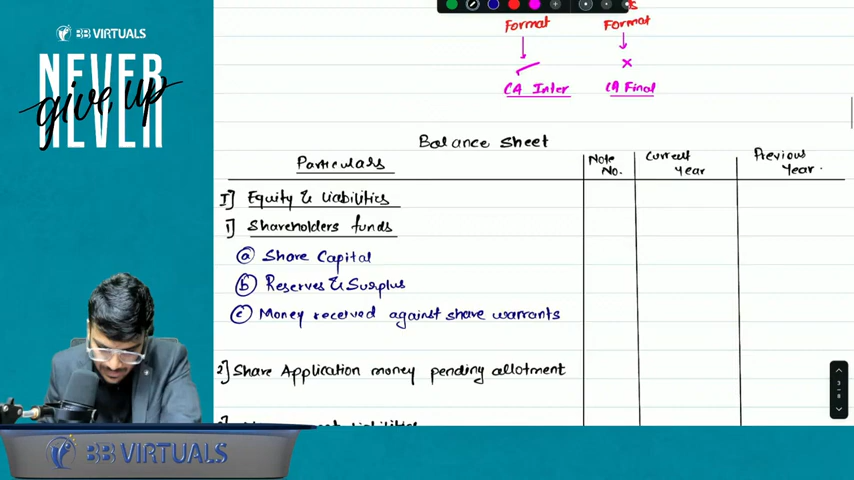 BB VIRTUALS
NEVER
give up
NEVER
Format
Format
CA Inter
CA Final
Balance Sheet
Particulars
Note No.
Current Year
Previous Year.
I] Equity & Liabilities
1] Shareholders funds
(a) Share Capital
(b) Reserves & Surplus
(c) Money received against share warrants
2] Share Application money pending allotment
BB VIRTUALS